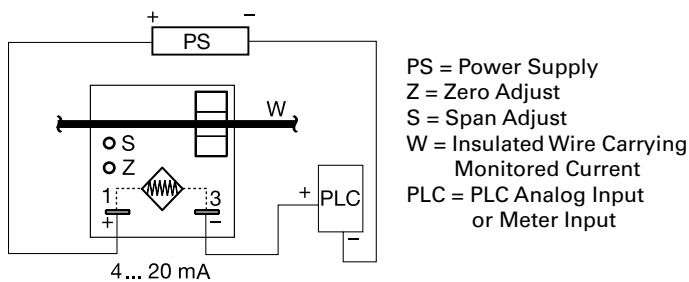 + −
PS
W
S
Z
1 3
+ −
+ PLC
−
4... 20 mA
PS = Power Supply
Z = Zero Adjust
S = Span Adjust
W = Insulated Wire Carrying
Monitored Current
PLC = PLC Analog Input
or Meter Input